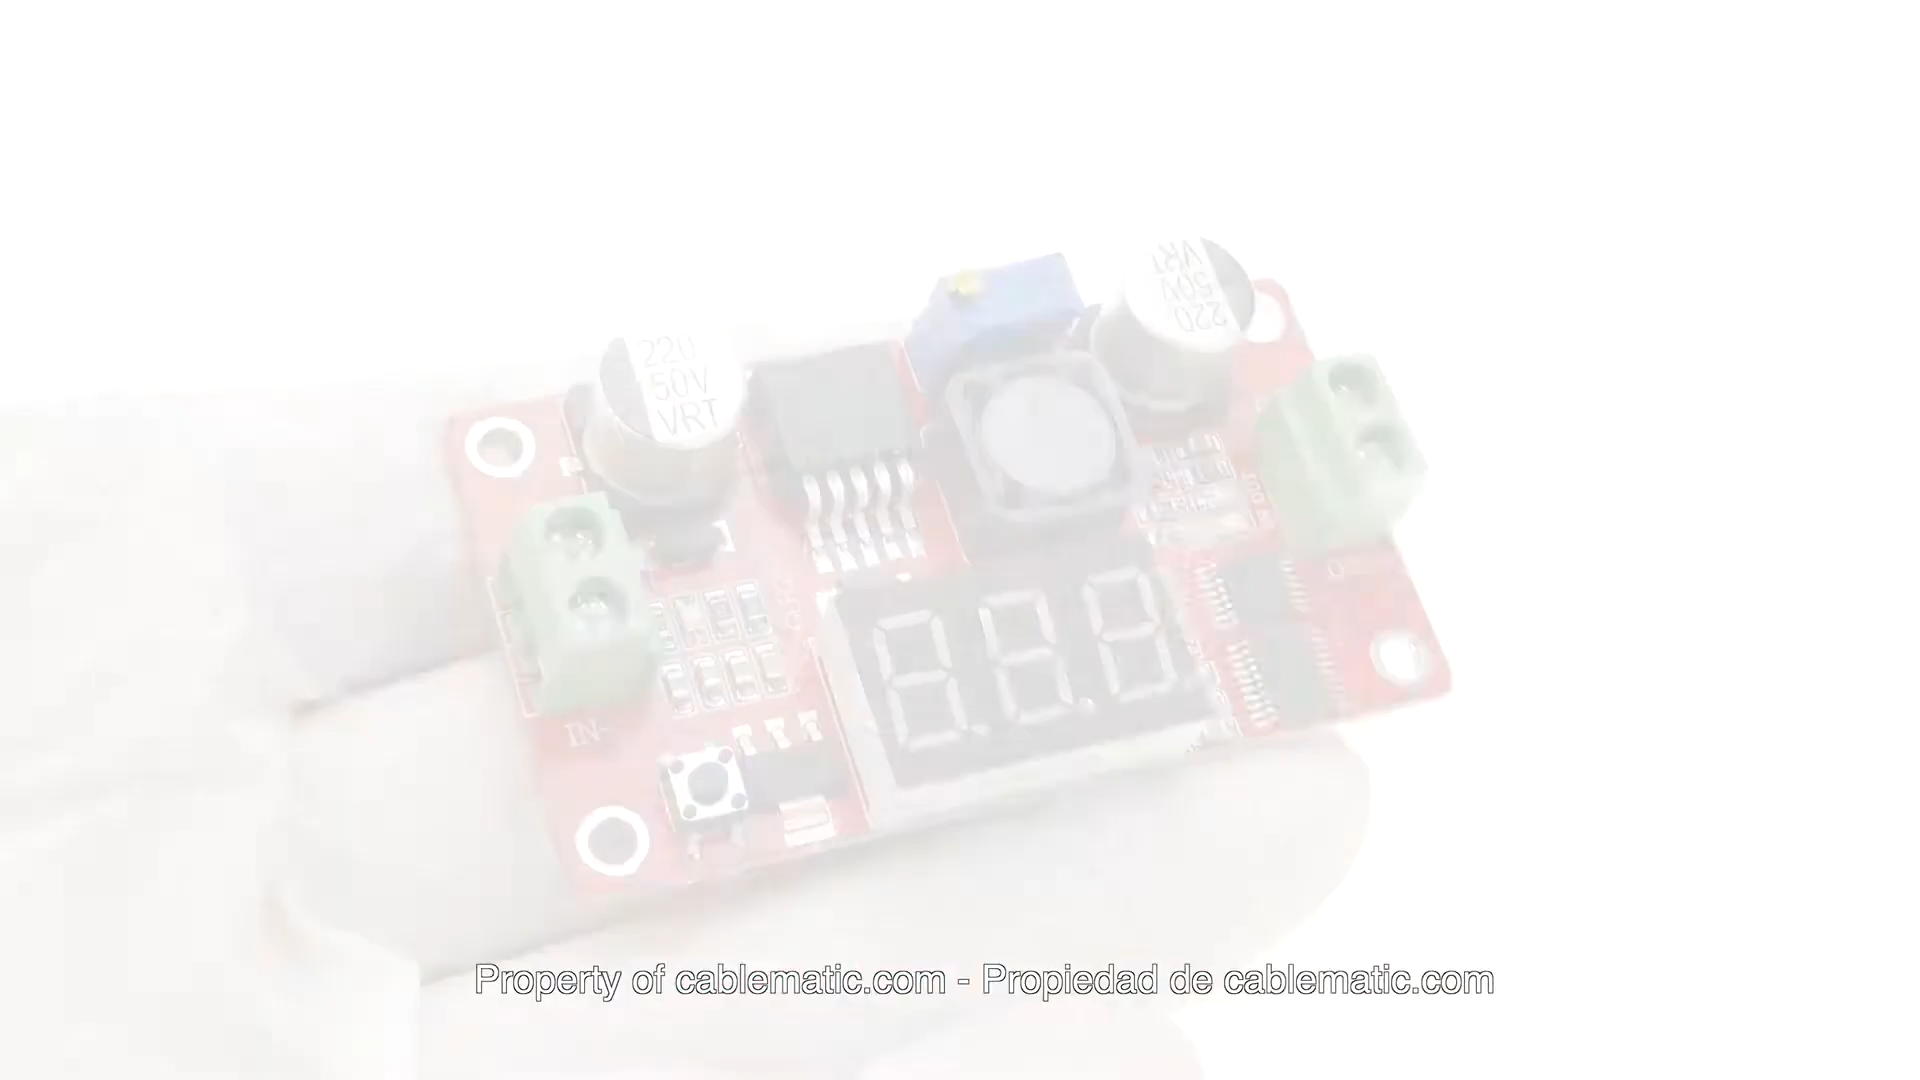 VRT
50V
220
220
50V
VRT
IN-
Property of cablematic.com - Propiedad de cablematic.com